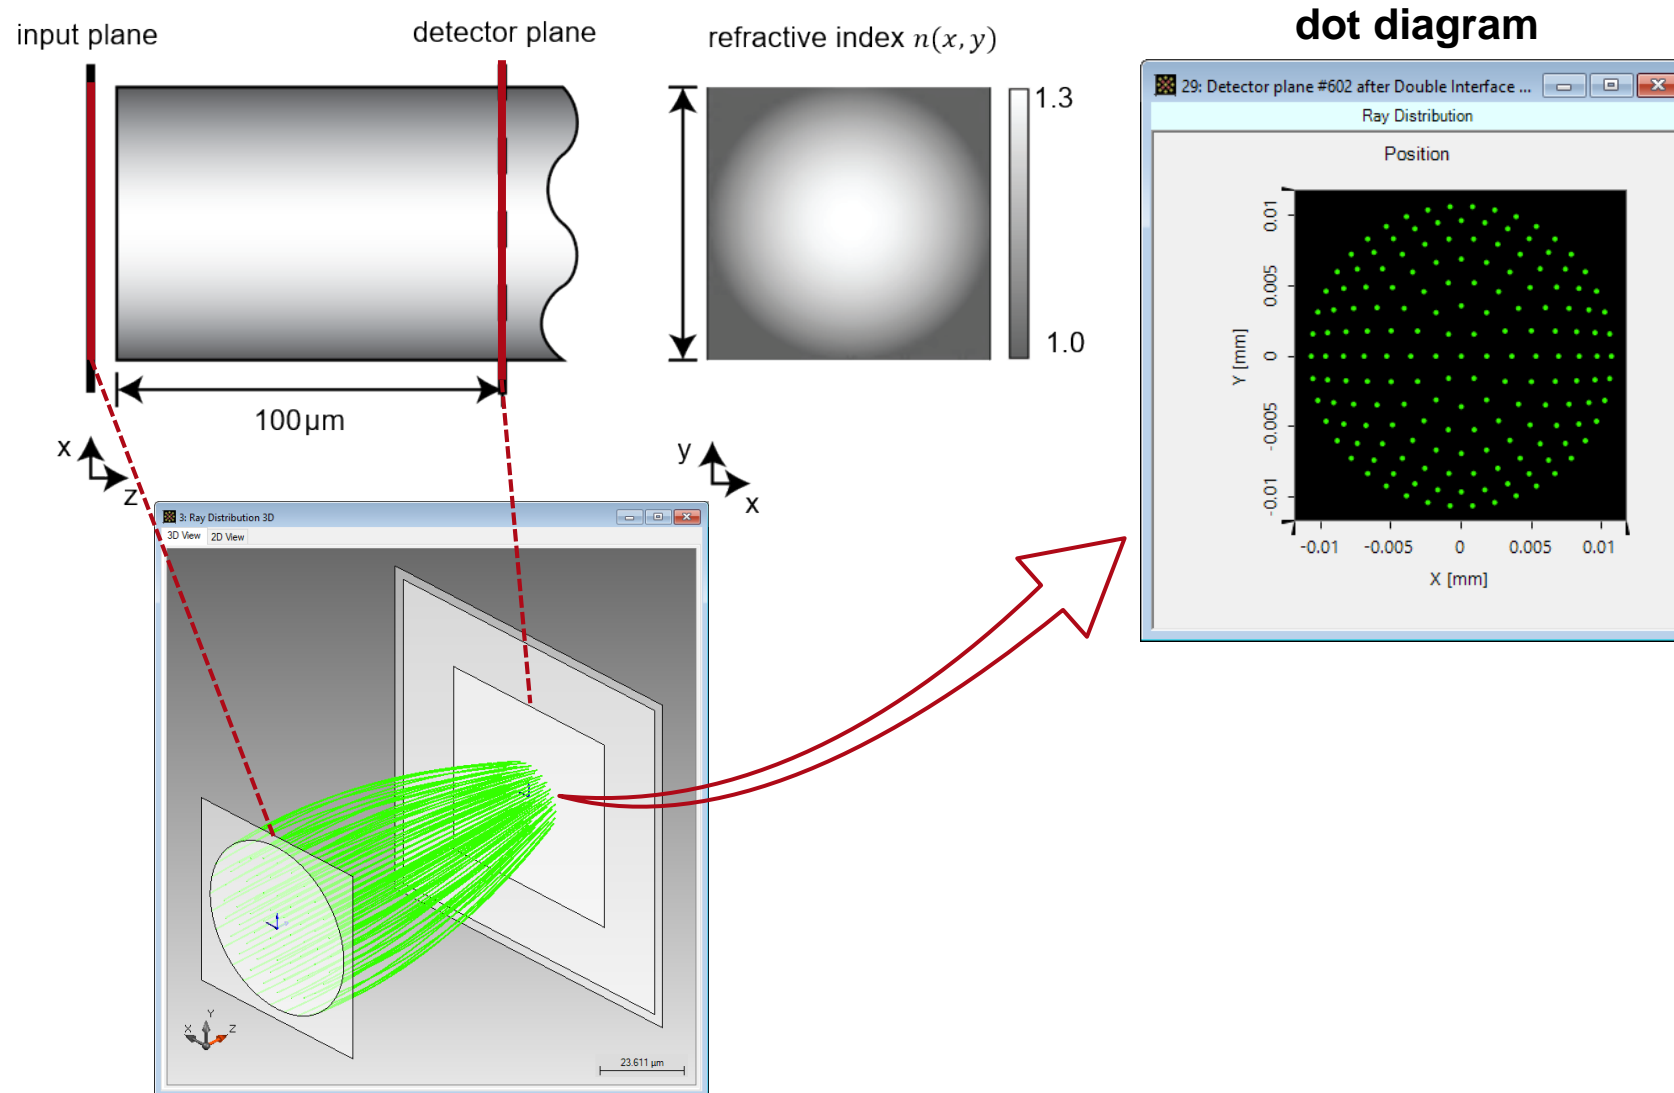 input plane
detector plane
refractive index n(x, y)
dot diagram
1.3
1.0
100µm
x
z
y
x
29: Detector plane #602 after Double Interface ...
Ray Distribution
Position
0.01
0.005
0
-0.005
-0.01
Y [mm]
-0.01 -0.005 0 0.005 0.01
X [mm]
3: Ray Distribution 3D
3D View 2D View
Y
X
Z
23.611 µm